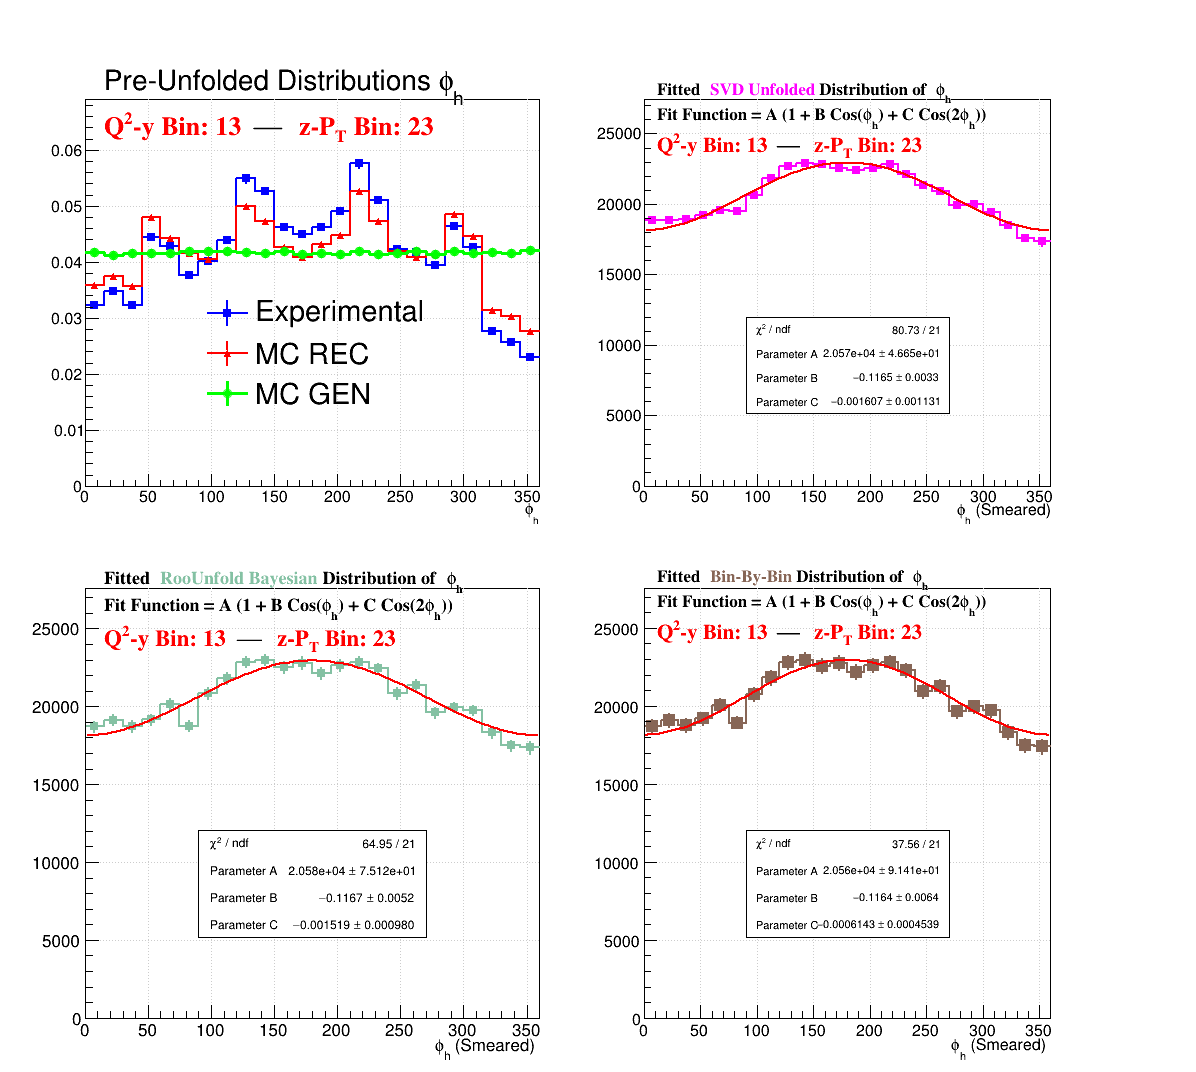 Pre-Unfolded Distributions ϕh
Q²-y Bin: 13 — z-PT Bin: 23
0.06
0.05
0.04
0.03
0.02
0.01
0
Experimental
MC REC
MC GEN
0 50 100 150 200 250 300 350
ϕh
Fitted SVD Unfolded Distribution of ϕh
Fit Function = A (1 + B Cos(ϕh) + C Cos(2ϕh))
Q²-y Bin: 13 — z-PT Bin: 23
25000
20000
15000
10000
5000
0
χ² / ndf 80.73 / 21
Parameter A 2.057e+04 ± 4.665e+01
Parameter B −0.1165 ± 0.0033
Parameter C −0.001607 ± 0.001131
0 50 100 150 200 250 300 350
ϕh (Smeared)
Fitted RooUnfold Bayesian Distribution of ϕh
Fit Function = A (1 + B Cos(ϕh) + C Cos(2ϕh))
Q²-y Bin: 13 — z-PT Bin: 23
25000
20000
15000
10000
5000
0
χ² / ndf 64.95 / 21
Parameter A 2.058e+04 ± 7.512e+01
Parameter B −0.1167 ± 0.0052
Parameter C −0.001519 ± 0.000980
0 50 100 150 200 250 300 350
ϕh (Smeared)
Fitted Bin-By-Bin Distribution of ϕh
Fit Function = A (1 + B Cos(ϕh) + C Cos(2ϕh))
Q²-y Bin: 13 — z-PT Bin: 23
25000
20000
15000
10000
5000
0
χ² / ndf 37.56 / 21
Parameter A 2.056e+04 ± 9.141e+01
Parameter B −0.1164 ± 0.0064
Parameter C −0.0006143 ± 0.0004539
0 50 100 150 200 250 300 350
ϕh (Smeared)